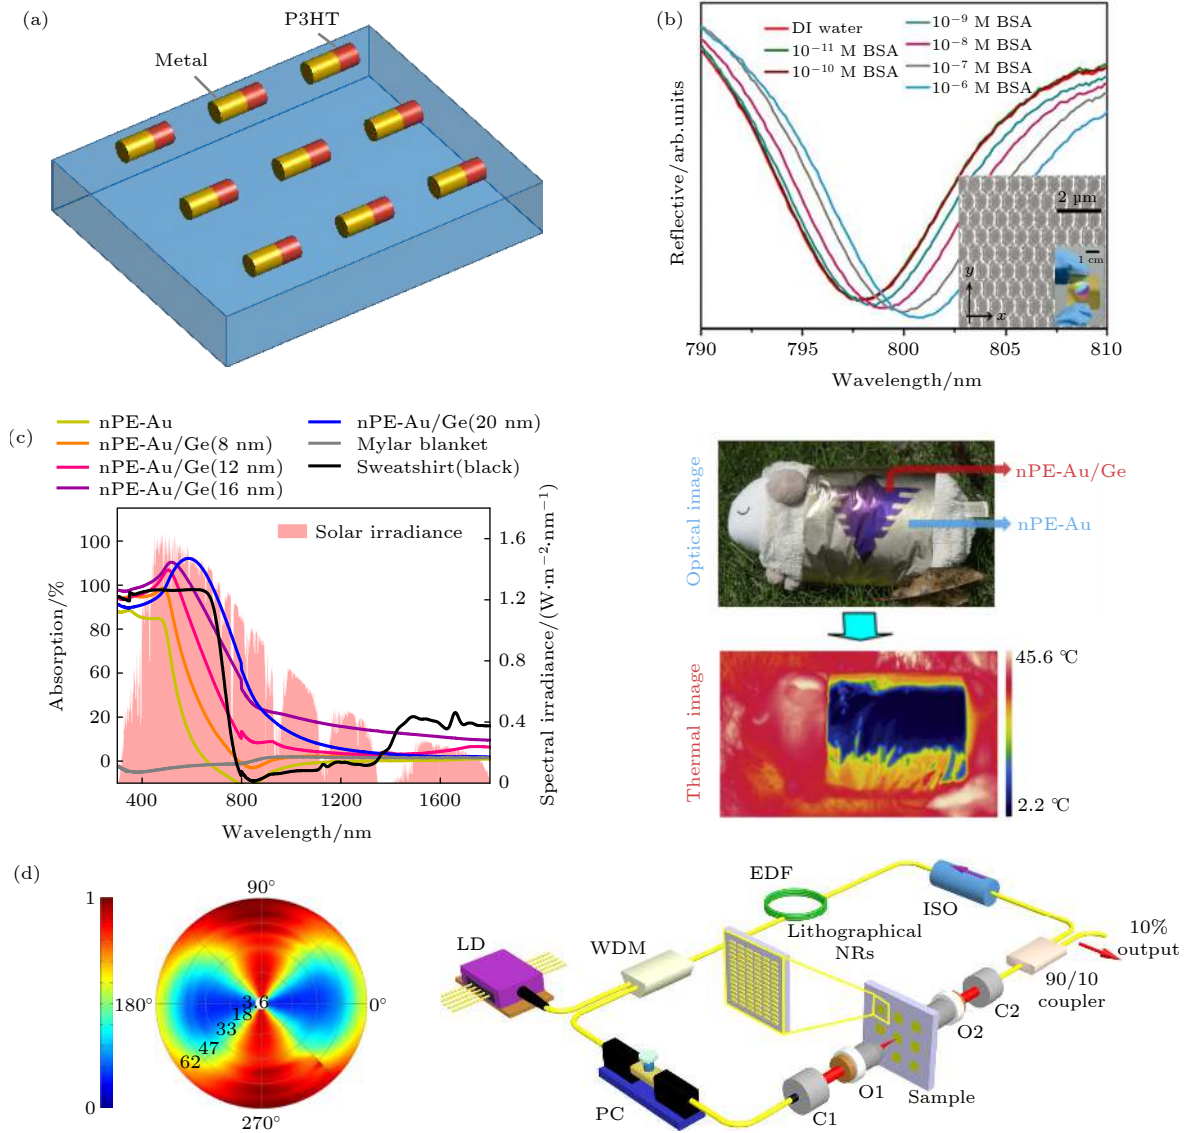 (a)
P3HT
Metal
(b)
DI water
10⁻¹¹ M BSA
10⁻¹⁰ M BSA
10⁻⁹ M BSA
10⁻⁸ M BSA
10⁻⁷ M BSA
10⁻⁶ M BSA
Reflective/arb.units
2 µm
1 cm
y
x
790
795
800
805
810
Wavelength/nm
(c)
nPE-Au
nPE-Au/Ge(8 nm)
nPE-Au/Ge(12 nm)
nPE-Au/Ge(16 nm)
nPE-Au/Ge(20 nm)
Mylar blanket
Sweatshirt(black)
Solar irradiance
Absorption/%
100
100
80
60
20
0
Spectral irradiance/(W·m⁻²·nm⁻¹)
1.6
1.2
0.8
0.4
0
400
800
1200
1600
Wavelength/nm
Optical image
nPE-Au/Ge
nPE-Au
Thermal image
45.6 ℃
2.2 ℃
(d)
1
0
90°
180°
0°
270°
3.6
18
33
47
62
LD
WDM
EDF
Lithographical
NRs
ISO
10%
output
90/10
coupler
C2
O2
Sample
O1
C1
PC